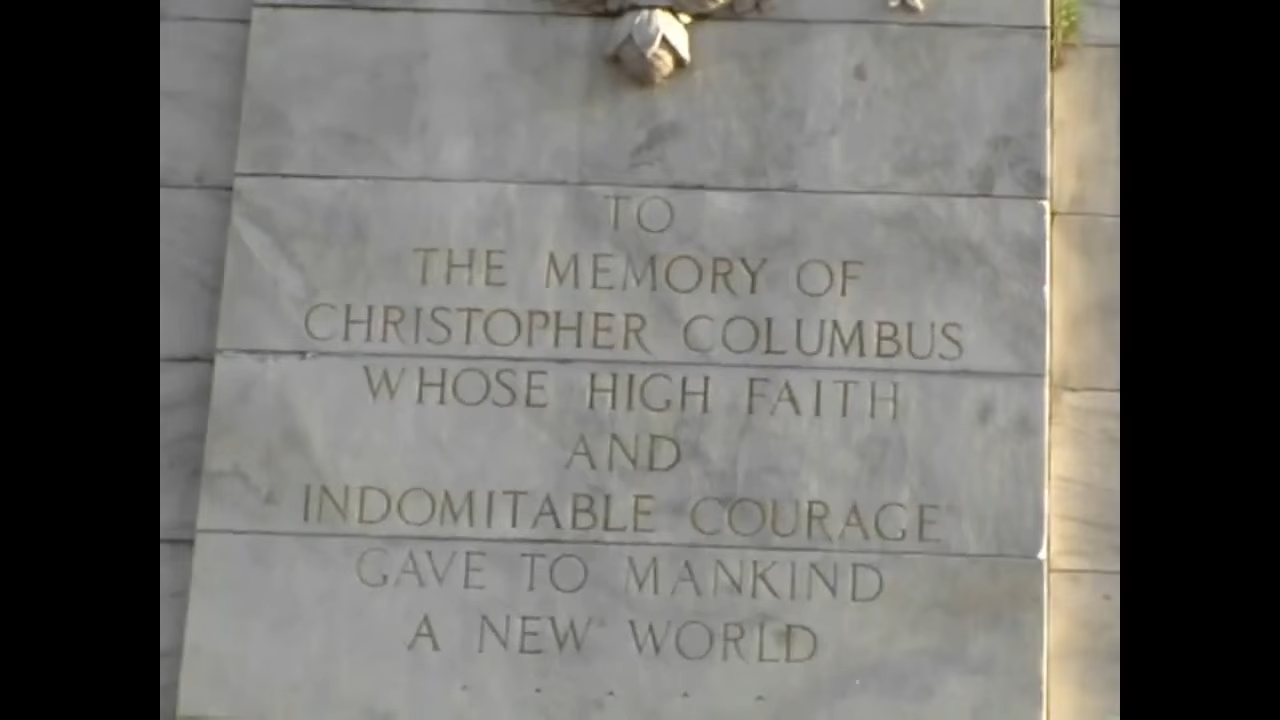 TO
THE MEMORY OF
CHRISTOPHER COLUMBUS
WHOSE HIGH FAITH
AND
INDOMITABLE COURAGE
GAVE TO MANKIND
A NEW WORLD